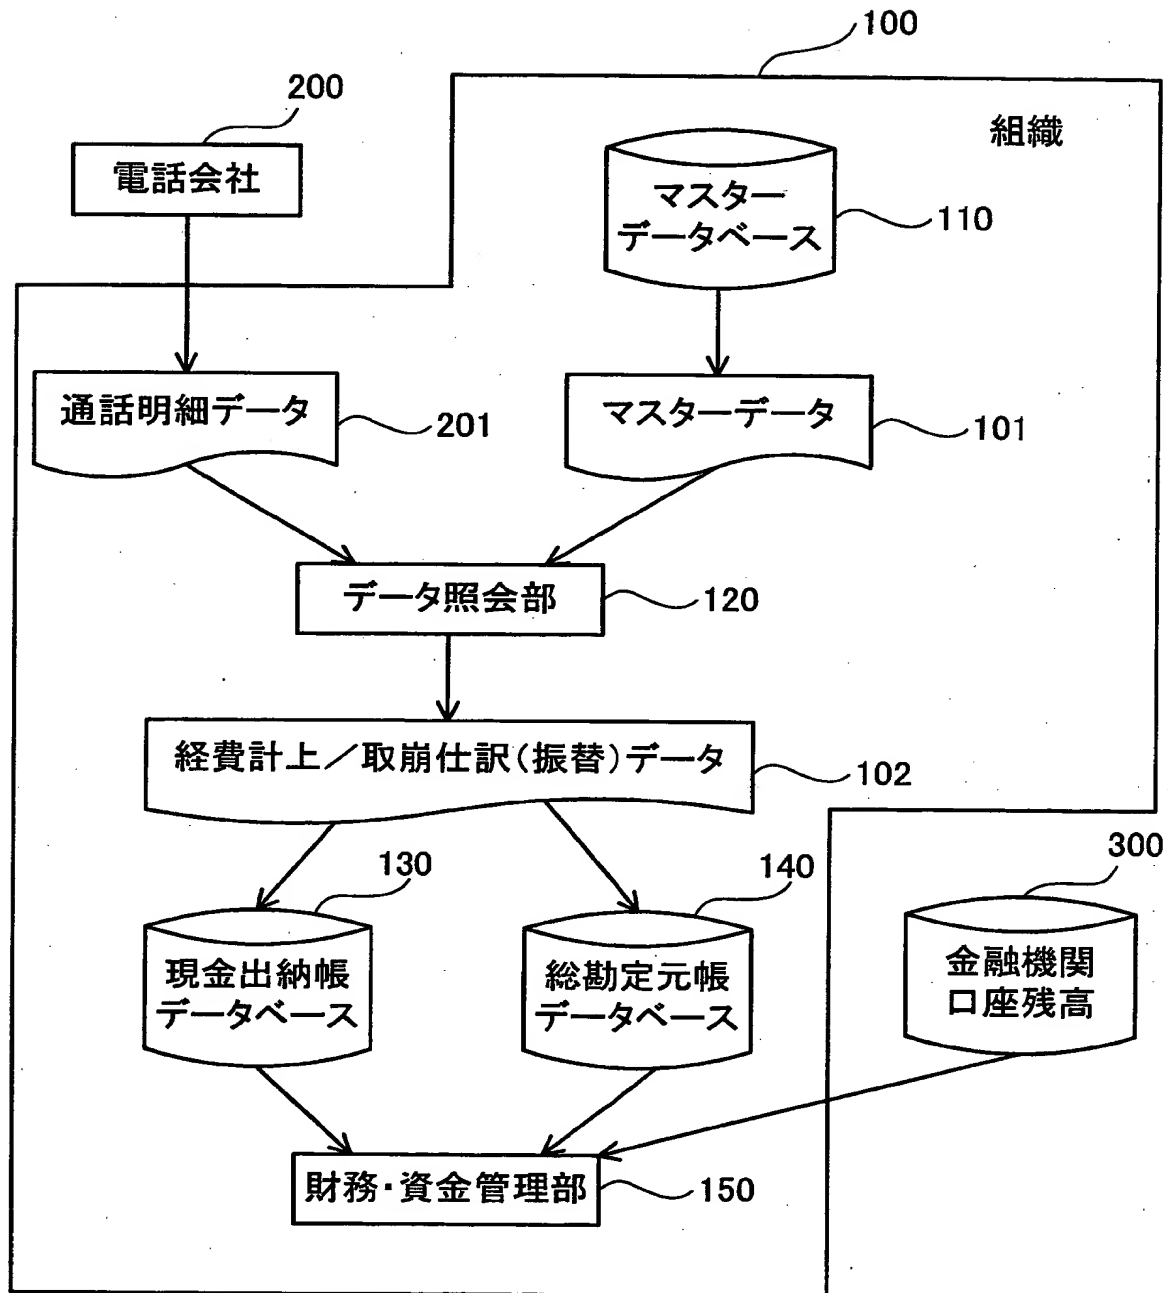 100
200
組織
電話会社
マスター
データベース
110
通話明細データ
201
マスターデータ
101
データ照会部
120
経費計上／取崩仕訳(振替)データ
102
130
140
300
現金出納帳
データベース
総勘定元帳
データベース
金融機関
口座残高
財務・資金管理部
150